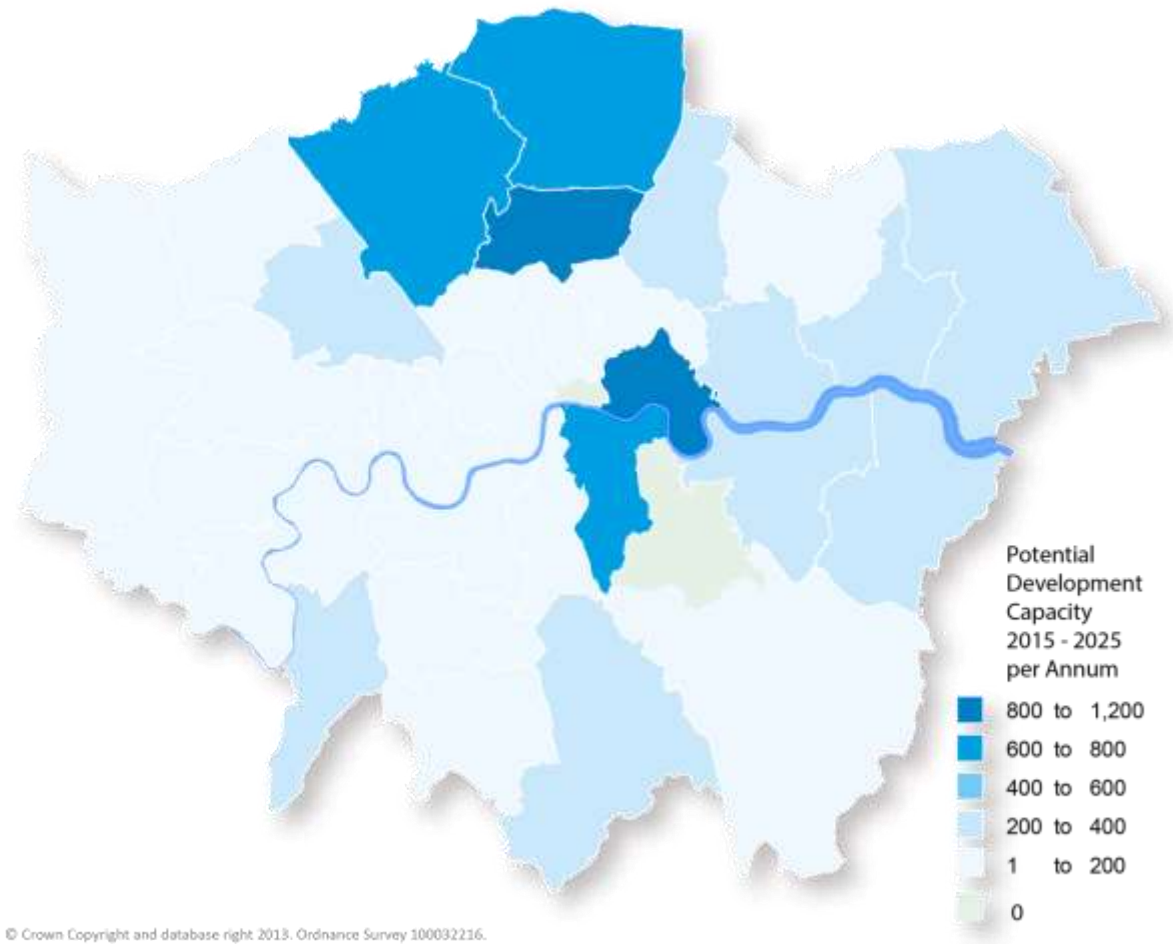 Potential
Development
Capacity
2015 - 2025
per Annum
800 to 1,200
600 to 800
400 to 600
200 to 400
1 to 200
0
© Crown Copyright and database right 2013. Ordnance Survey 100032216.